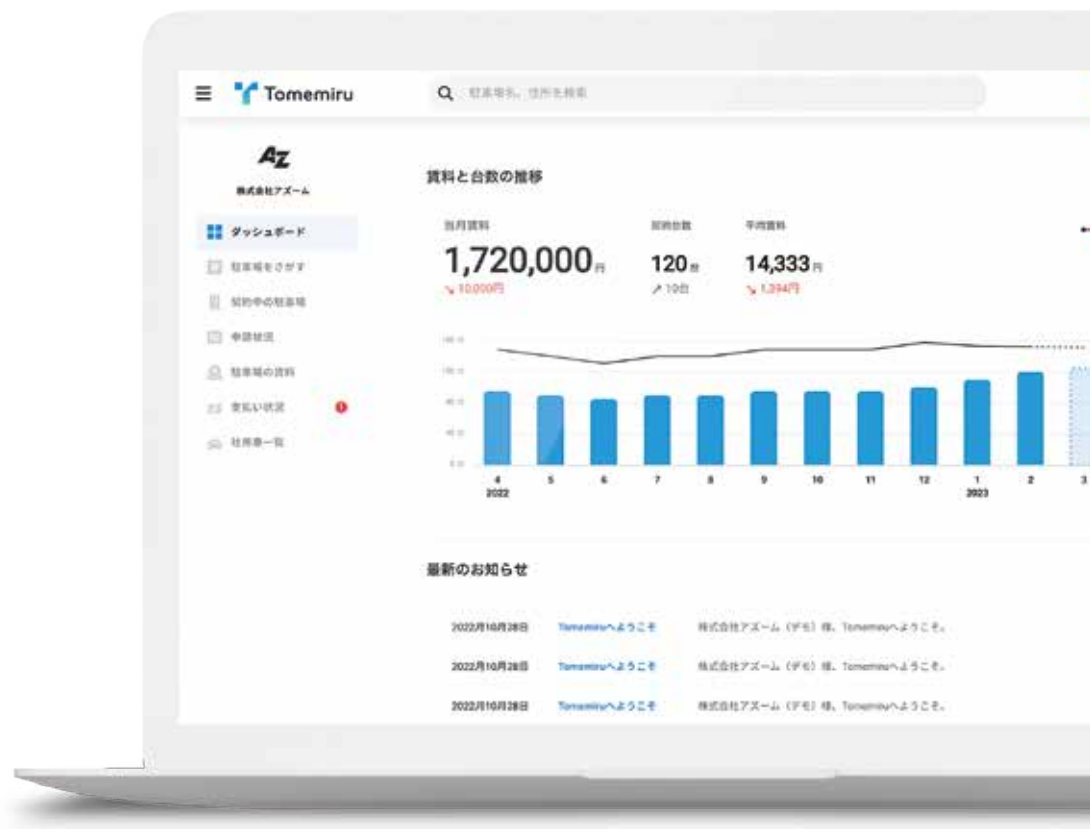 Tomemiru
駐車場名、住所を検索
AZ
株式会社アズーム
ダッシュボード
駐車場をさがす
契約中の駐車場
申請状況
駐車場の賃料
支払い状況
社用車一覧
賃料と台数の推移
当月賃料 契約台数 平均賃料
1,720,000円 120台 14,333円
↘ 10,000円 ↗ 10台 ↘ 1,394円
4 5 6 7 8 9 10 11 12 1 2 3
2022 2023
最新のお知らせ
2022月10月28日 Tomemiruへようこそ 株式会社アズーム(デモ)様、Tomemiruへようこそ。
2022月10月28日 Tomemiruへようこそ 株式会社アズーム(デモ)様、Tomemiruへようこそ。
2022月10月28日 Tomemiruへようこそ 株式会社アズーム(デモ)様、Tomemiruへようこそ。